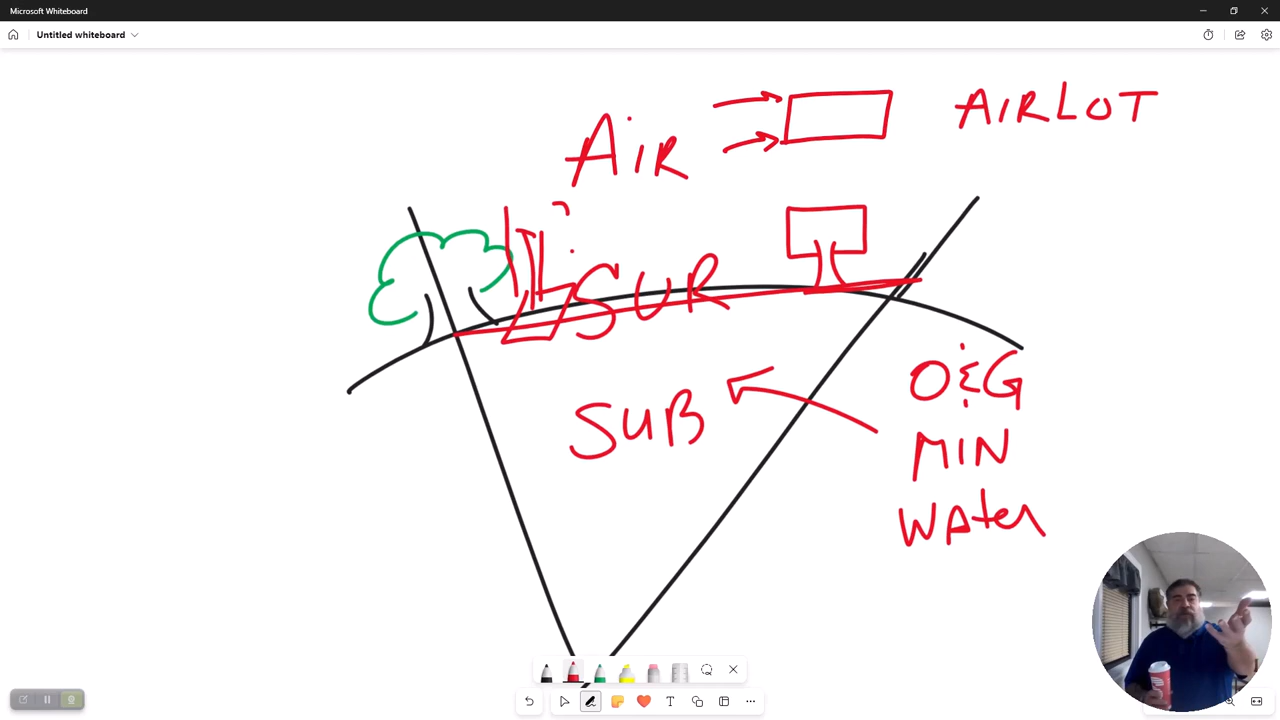 Microsoft Whiteboard
Untitled whiteboard
AiR
AIRLOT
SUR
SUB
O&G
MIN
WAter